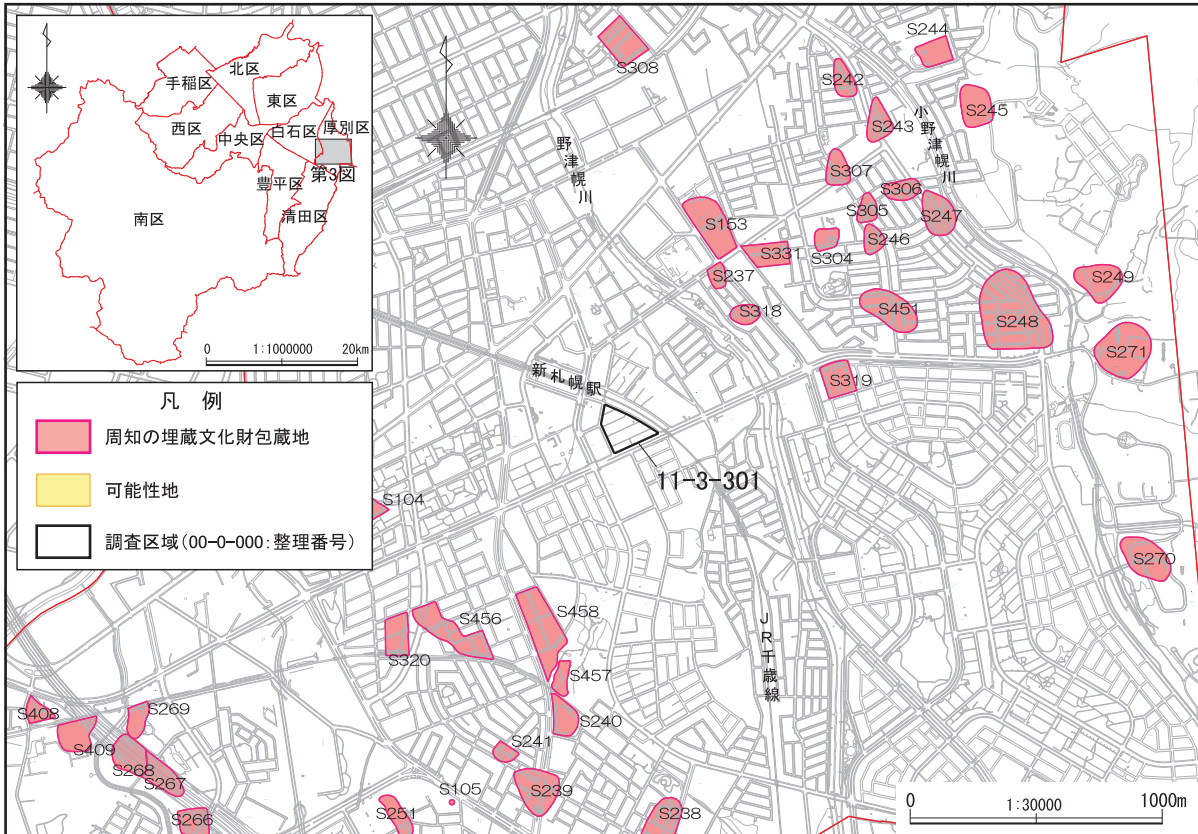 北区
手稲区
東区
西区
中央区
白石区
厚別区
第3図
豊平区
清田区
南区
0
1:1000000
20km
凡 例
周知の埋蔵文化財包蔵地
可能性地
調査区域(00-0-000:整理番号)
S308
S244
S242
S245
S243
小野津幌川
野津幌川
S307
S306
S305
S247
S153
S246
S304
S331
S237
S249
S318
S451
S248
S271
新札幌駅
S319
11-3-301
S104
S270
S458
S456
S320
S457
JR千歳線
S408
S269
S240
S409
S241
S268
S267
S239
S105
S251
S238
S266
0
1:30000
1000m